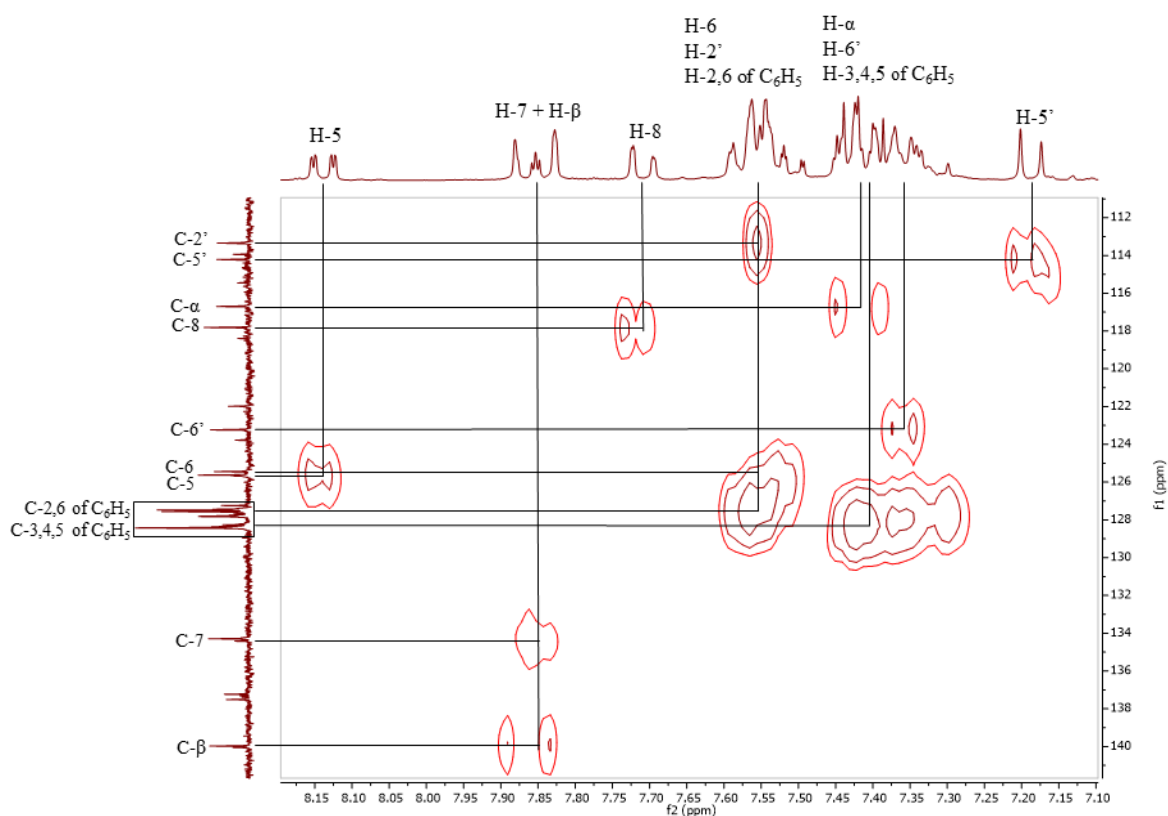 H-6
H-2'
H-2,6 of C₆H₅
H-α
H-6'
H-3,4,5 of C₆H₅
H-5
H-7 + H-β
H-8
H-5'
C-2'
C-5'
C-α
C-8
C-6'
C-6
C-5
C-2,6 of C₆H₅
C-3,4,5 of C₆H₅
C-7
C-β
112
114
116
118
120
122
124
126
128
130
132
134
136
138
140
f1 (ppm)
8.15 8.10 8.05 8.00 7.95 7.90 7.85 7.80 7.75 7.70 7.65 7.60 7.55 7.50 7.45 7.40 7.35 7.30 7.25 7.20 7.15 7.10
f2 (ppm)